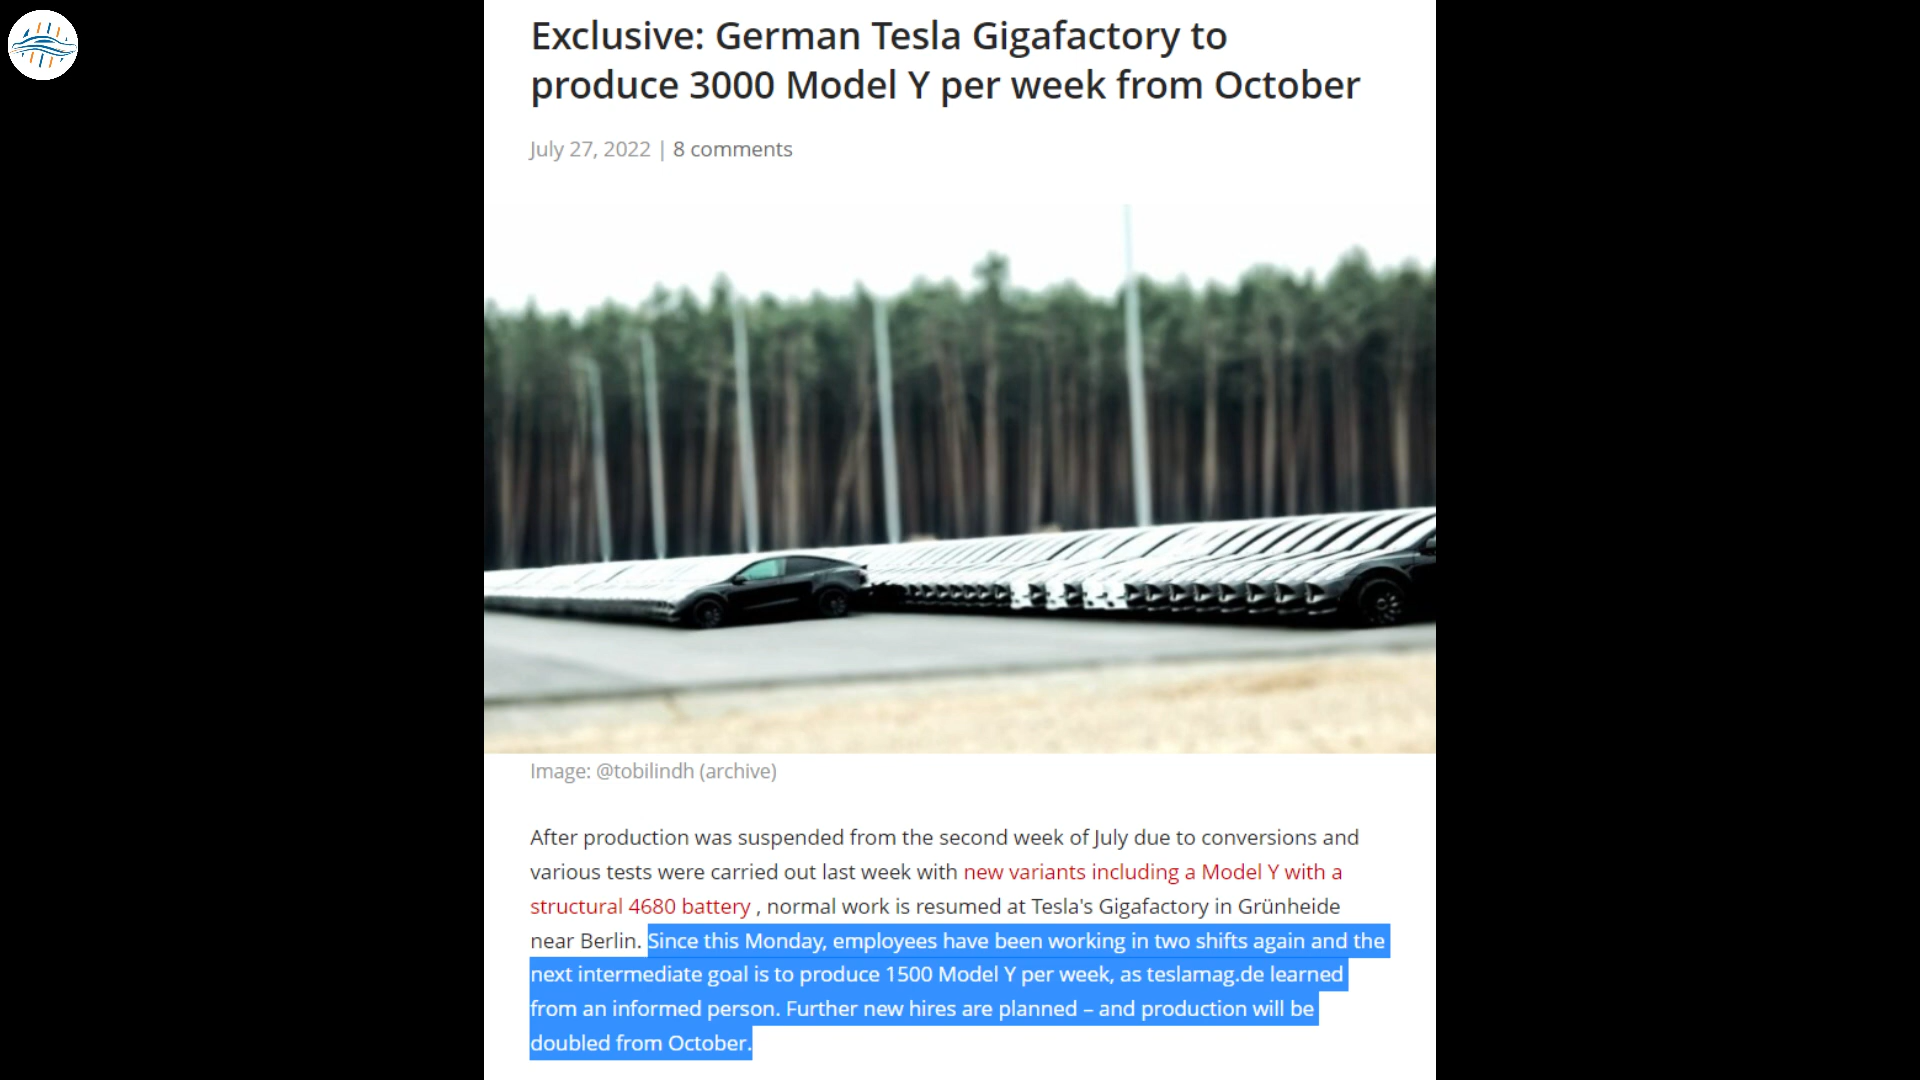 Exclusive: German Tesla Gigafactory to
produce 3000 Model Y per week from October
July 27, 2022 | 8 comments
Image: @tobilindh (archive)
After production was suspended from the second week of July due to conversions and
various tests were carried out last week with new variants including a Model Y with a
structural 4680 battery , normal work is resumed at Tesla's Gigafactory in Grünheide
near Berlin. Since this Monday, employees have been working in two shifts again and the
next intermediate goal is to produce 1500 Model Y per week, as teslamag.de learned
from an informed person. Further new hires are planned – and production will be
doubled from October.